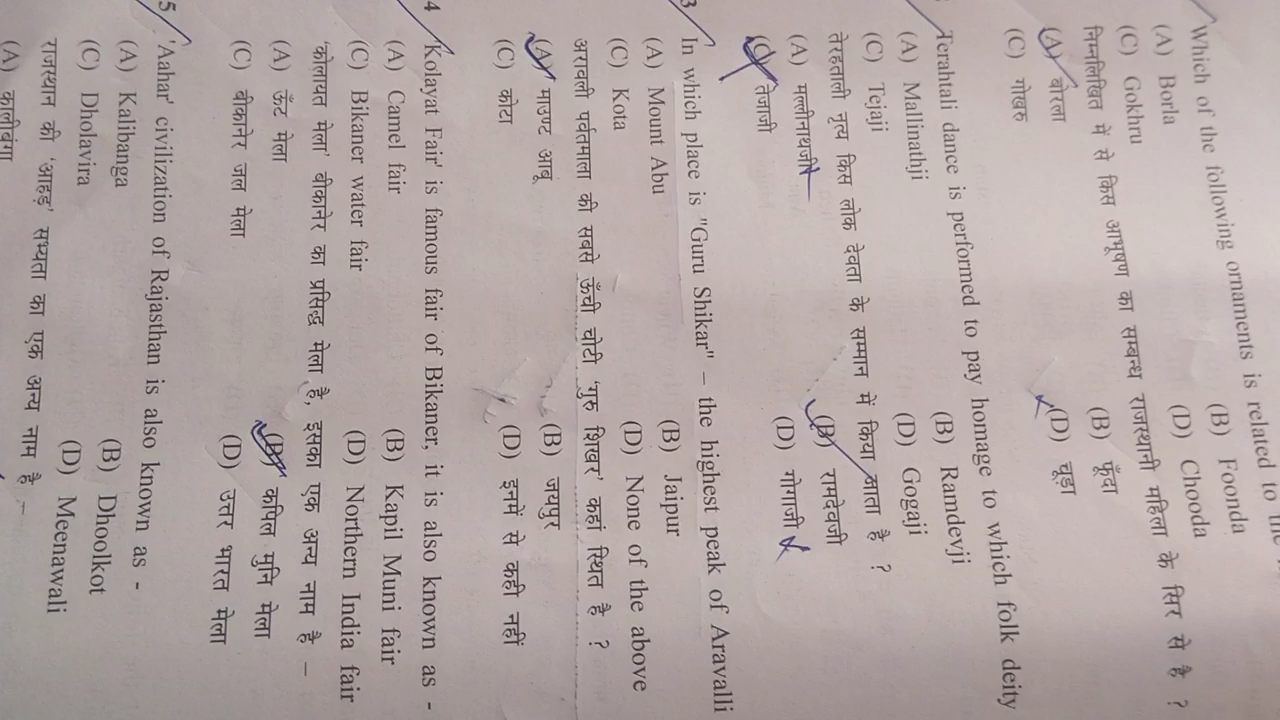 Which of the following ornaments is related to the
(A) Borla (B) Foonda
(C) Gokhru (D) Chooda
निम्नलिखित में से किस आभूषण का सम्बन्ध राजस्थानी महिला के सिर से है ?
(A) बोरला (B) फूँदा
(C) गोखरु (D) चूड़ा
Terahtali dance is performed to pay homage to which folk deity
(A) Mallinathji (B) Ramdevji
(C) Tejaji (D) Gogaji
तेरहताली नृत्य किस लोक देवता के सम्मान में किया जाता है ?
(A) मल्लीनाथजी (B) रामदेवजी
(C) तेजाजी (D) गोगाजी
3 In which place is "Guru Shikar" – the highest peak of Aravalli
(A) Mount Abu (B) Jaipur
(C) Kota (D) None of the above
अरावली पर्वतमाला की सबसे ऊँची चोटी 'गुरु शिखर' कहां स्थित है ?
(A) माउण्ट आबू (B) जयपुर
(C) कोटा (D) इनमें से कही नहीं
4 'Kolayat Fair' is famous fair of Bikaner, it is also known as -
(A) Camel fair (B) Kapil Muni fair
(C) Bikaner water fair (D) Northern India fair
'कोलायत मेला' बीकानेर का प्रसिद्ध मेला है, इसका एक अन्य नाम है –
(A) ऊँट मेला (B) कपिल मुनि मेला
(C) बीकानेर जल मेला (D) उत्तर भारत मेला
5 'Aahar' civilization of Rajasthan is also known as -
(A) Kalibanga (B) Dhoolkot
(C) Dholavira (D) Meenawali
राजस्थान की 'आहड़' सभ्यता का एक अन्य नाम है –
(A) कालीबंगा